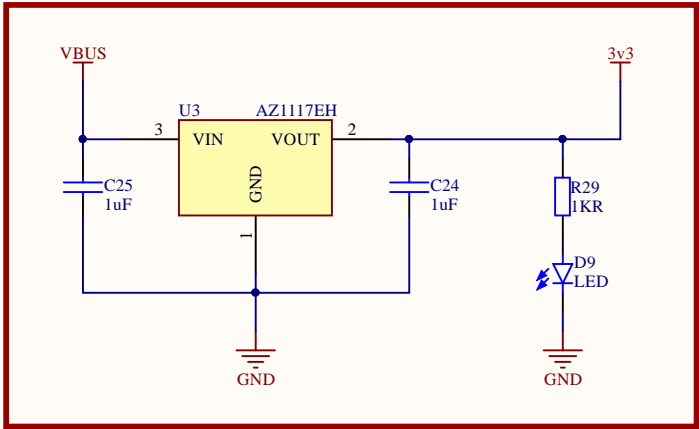 VBUS
3v3
U3
AZ1117EH
3
VIN
VOUT
2
GND
1
C25
1uF
C24
1uF
R29
1KR
D9
LED
GND
GND